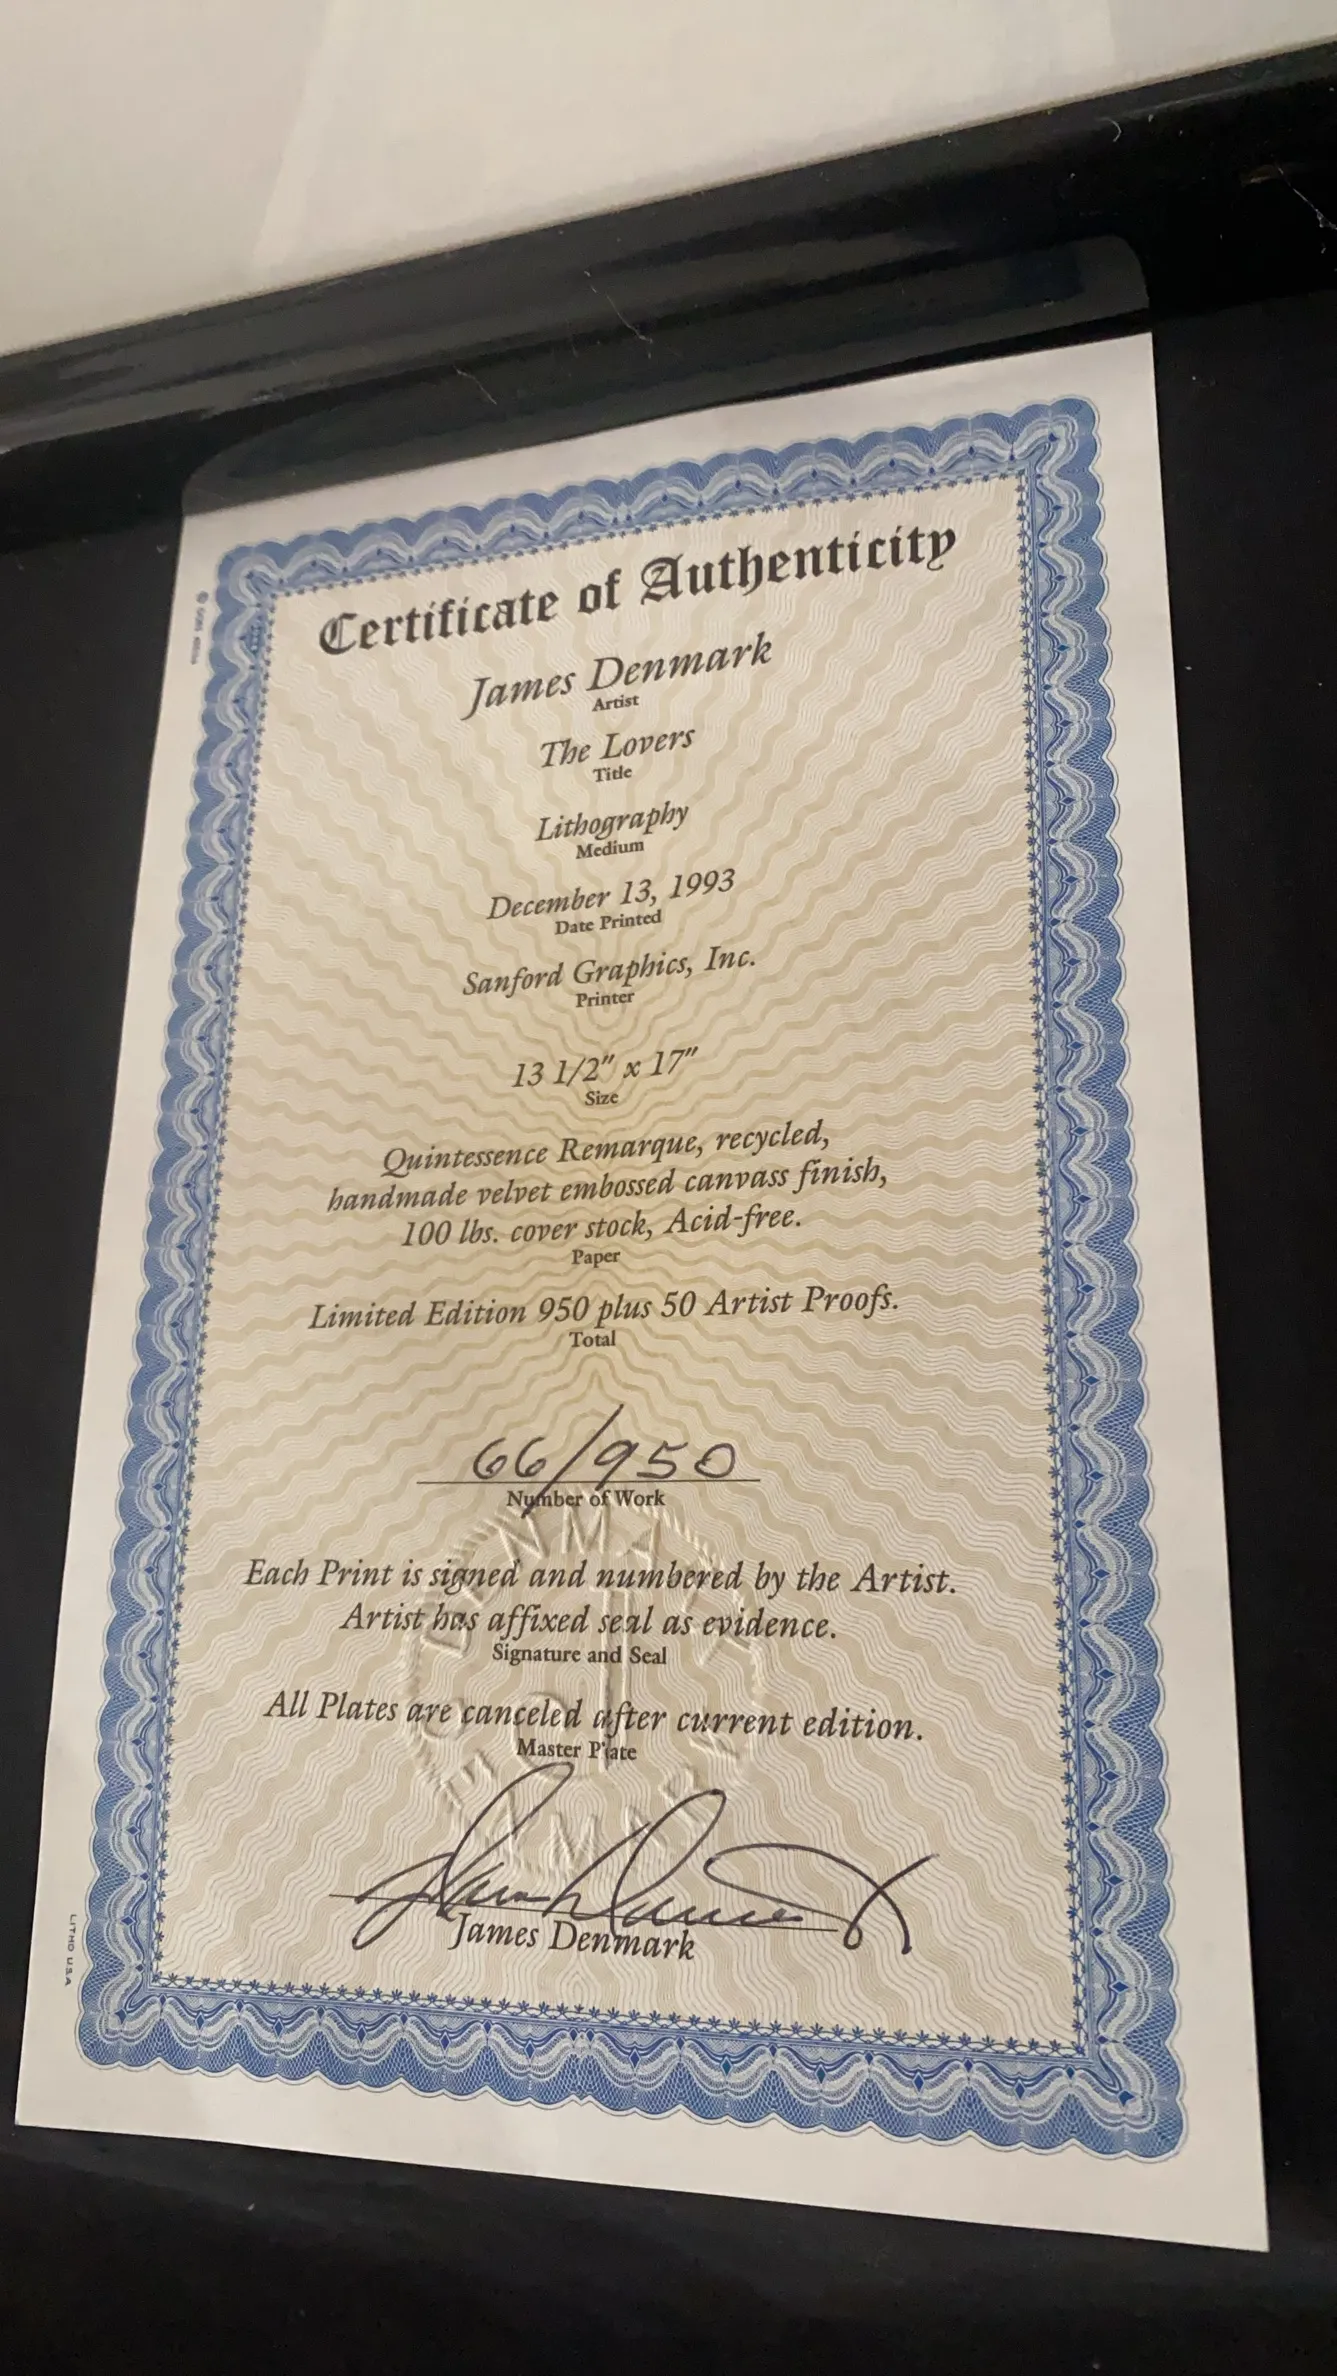 Certificate of Authenticity
James Denmark
Artist
The Lovers
Title
Lithography
Medium
December 13, 1993
Date Printed
Sanford Graphics, Inc.
Printer
13 1/2" x 17"
Size
Quintessence Remarque, recycled,
handmade velvet embossed canvass finish,
100 lbs. cover stock, Acid-free.
Paper
Limited Edition 950 plus 50 Artist Proofs.
Total
66/950
Number of Work
Each Print is signed and numbered by the Artist.
Artist has affixed seal as evidence.
Signature and Seal
All Plates are canceled after current edition.
Master Plate
James Denmark
James Denmark
LITHO U.S.A.